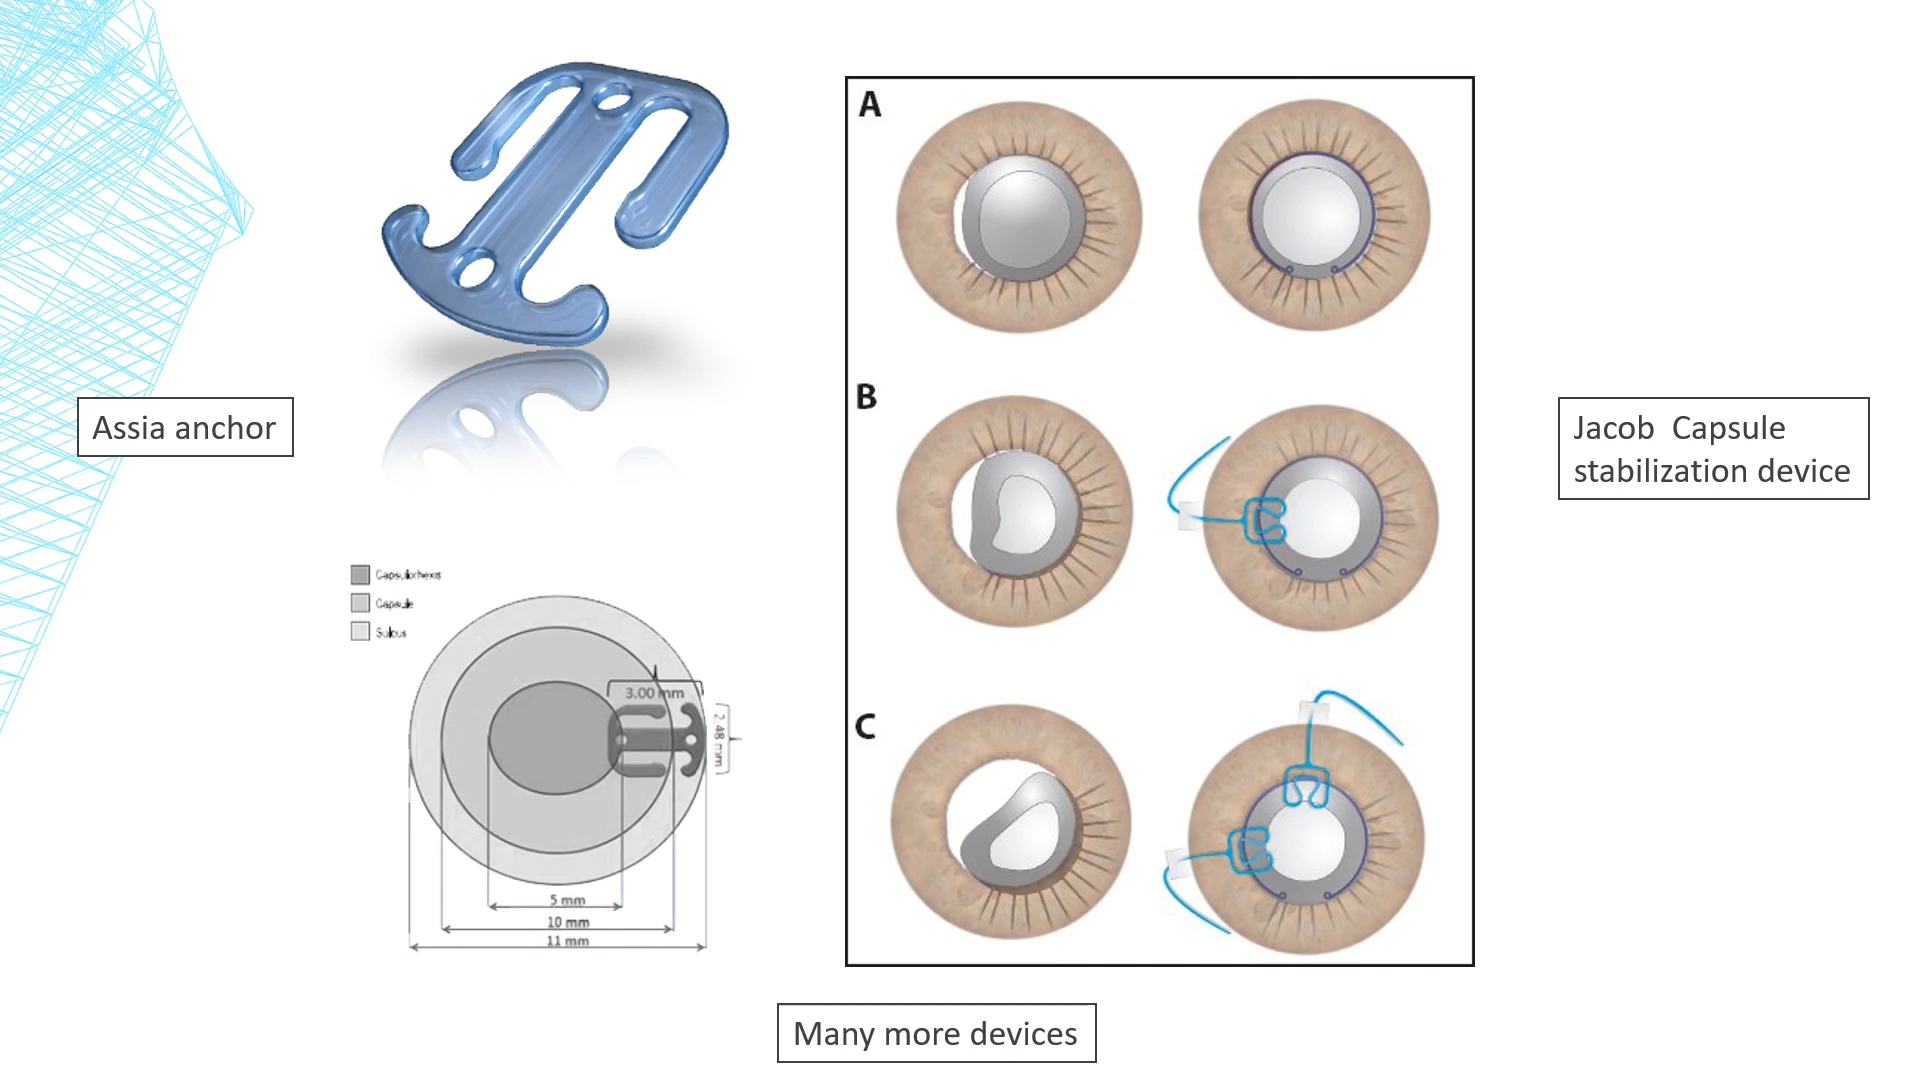 Assia anchor
Capsulorhexis
Capsule
Sulcus
3.00 mm
2.48 mm
5 mm
10 mm
11 mm
A
B
C
Jacob  Capsule
stabilization device
Many more devices